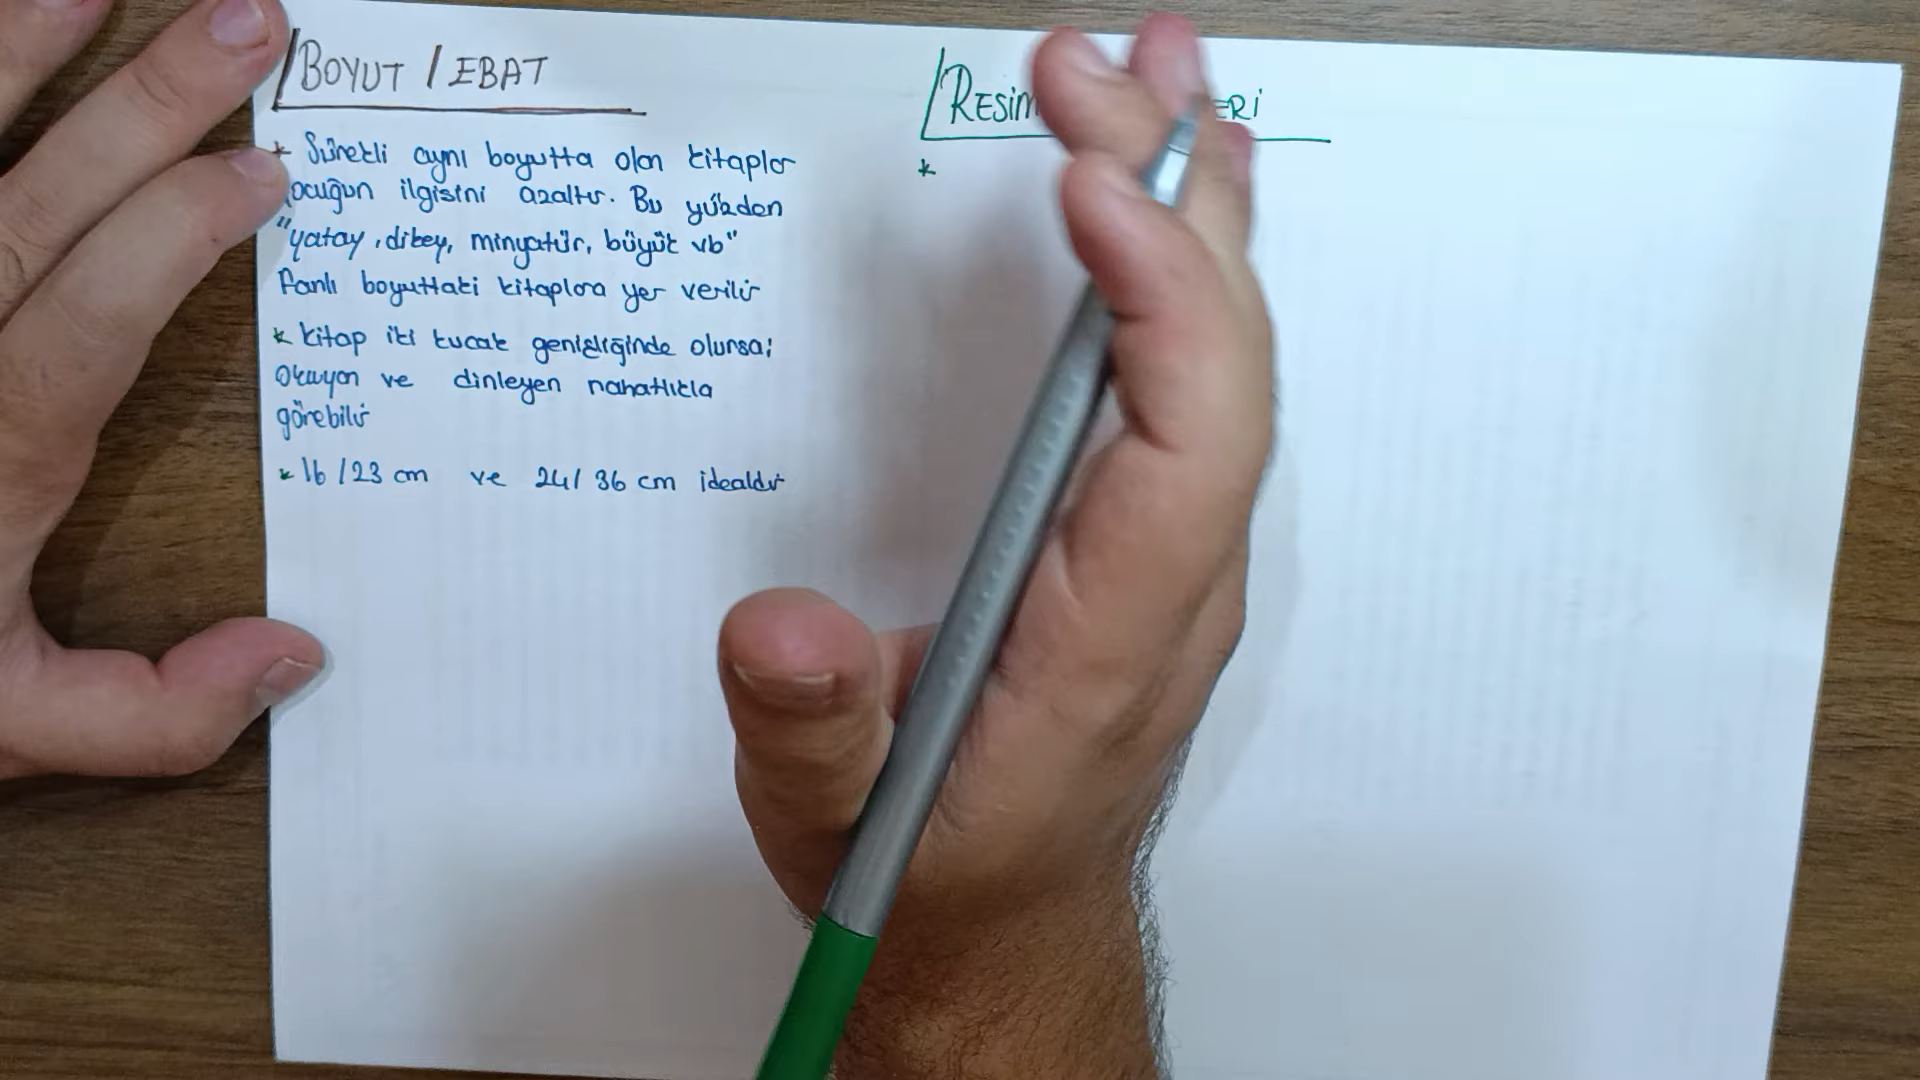 BOYUT / EBAT
* Sürekli aynı boyutta olan kitaplar
çocuğun ilgisini azaltır. Bu yüzden
"yatay, dikey, minyatür, büyük vb"
Farklı boyuttaki kitaplara yer verilir
* kitap iki kucak genişliğinde olursa;
Okuyan ve dinleyen rahatlıkla
görebilir
* 16 / 23 cm ve 24 / 36 cm idealdir
*